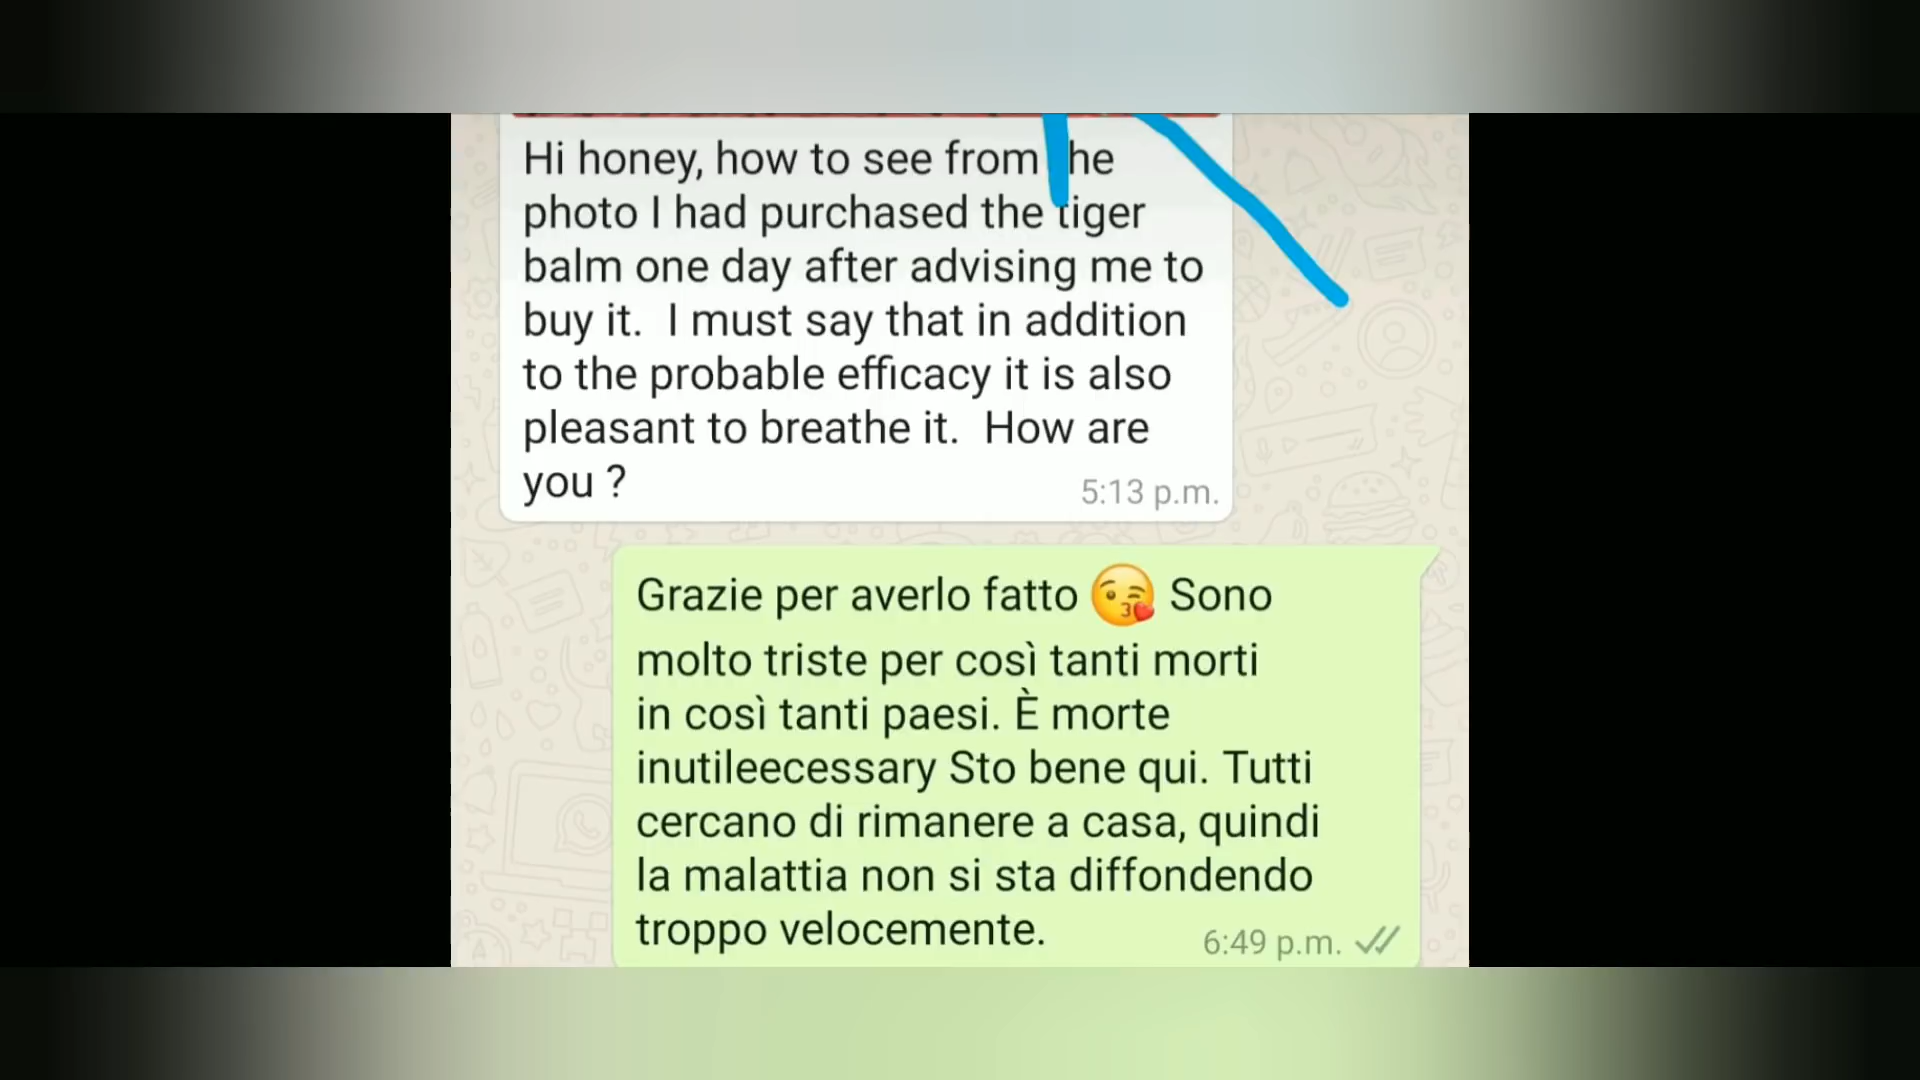 Hi honey, how to see from the
photo I had purchased the tiger
balm one day after advising me to
buy it. I must say that in addition
to the probable efficacy it is also
pleasant to breathe it. How are
you ?
5:13 p.m.
Grazie per averlo fatto 😘 Sono
molto triste per così tanti morti
in così tanti paesi. È morte
inutileecessary Sto bene qui. Tutti
cercano di rimanere a casa, quindi
la malattia non si sta diffondendo
troppo velocemente.
6:49 p.m.